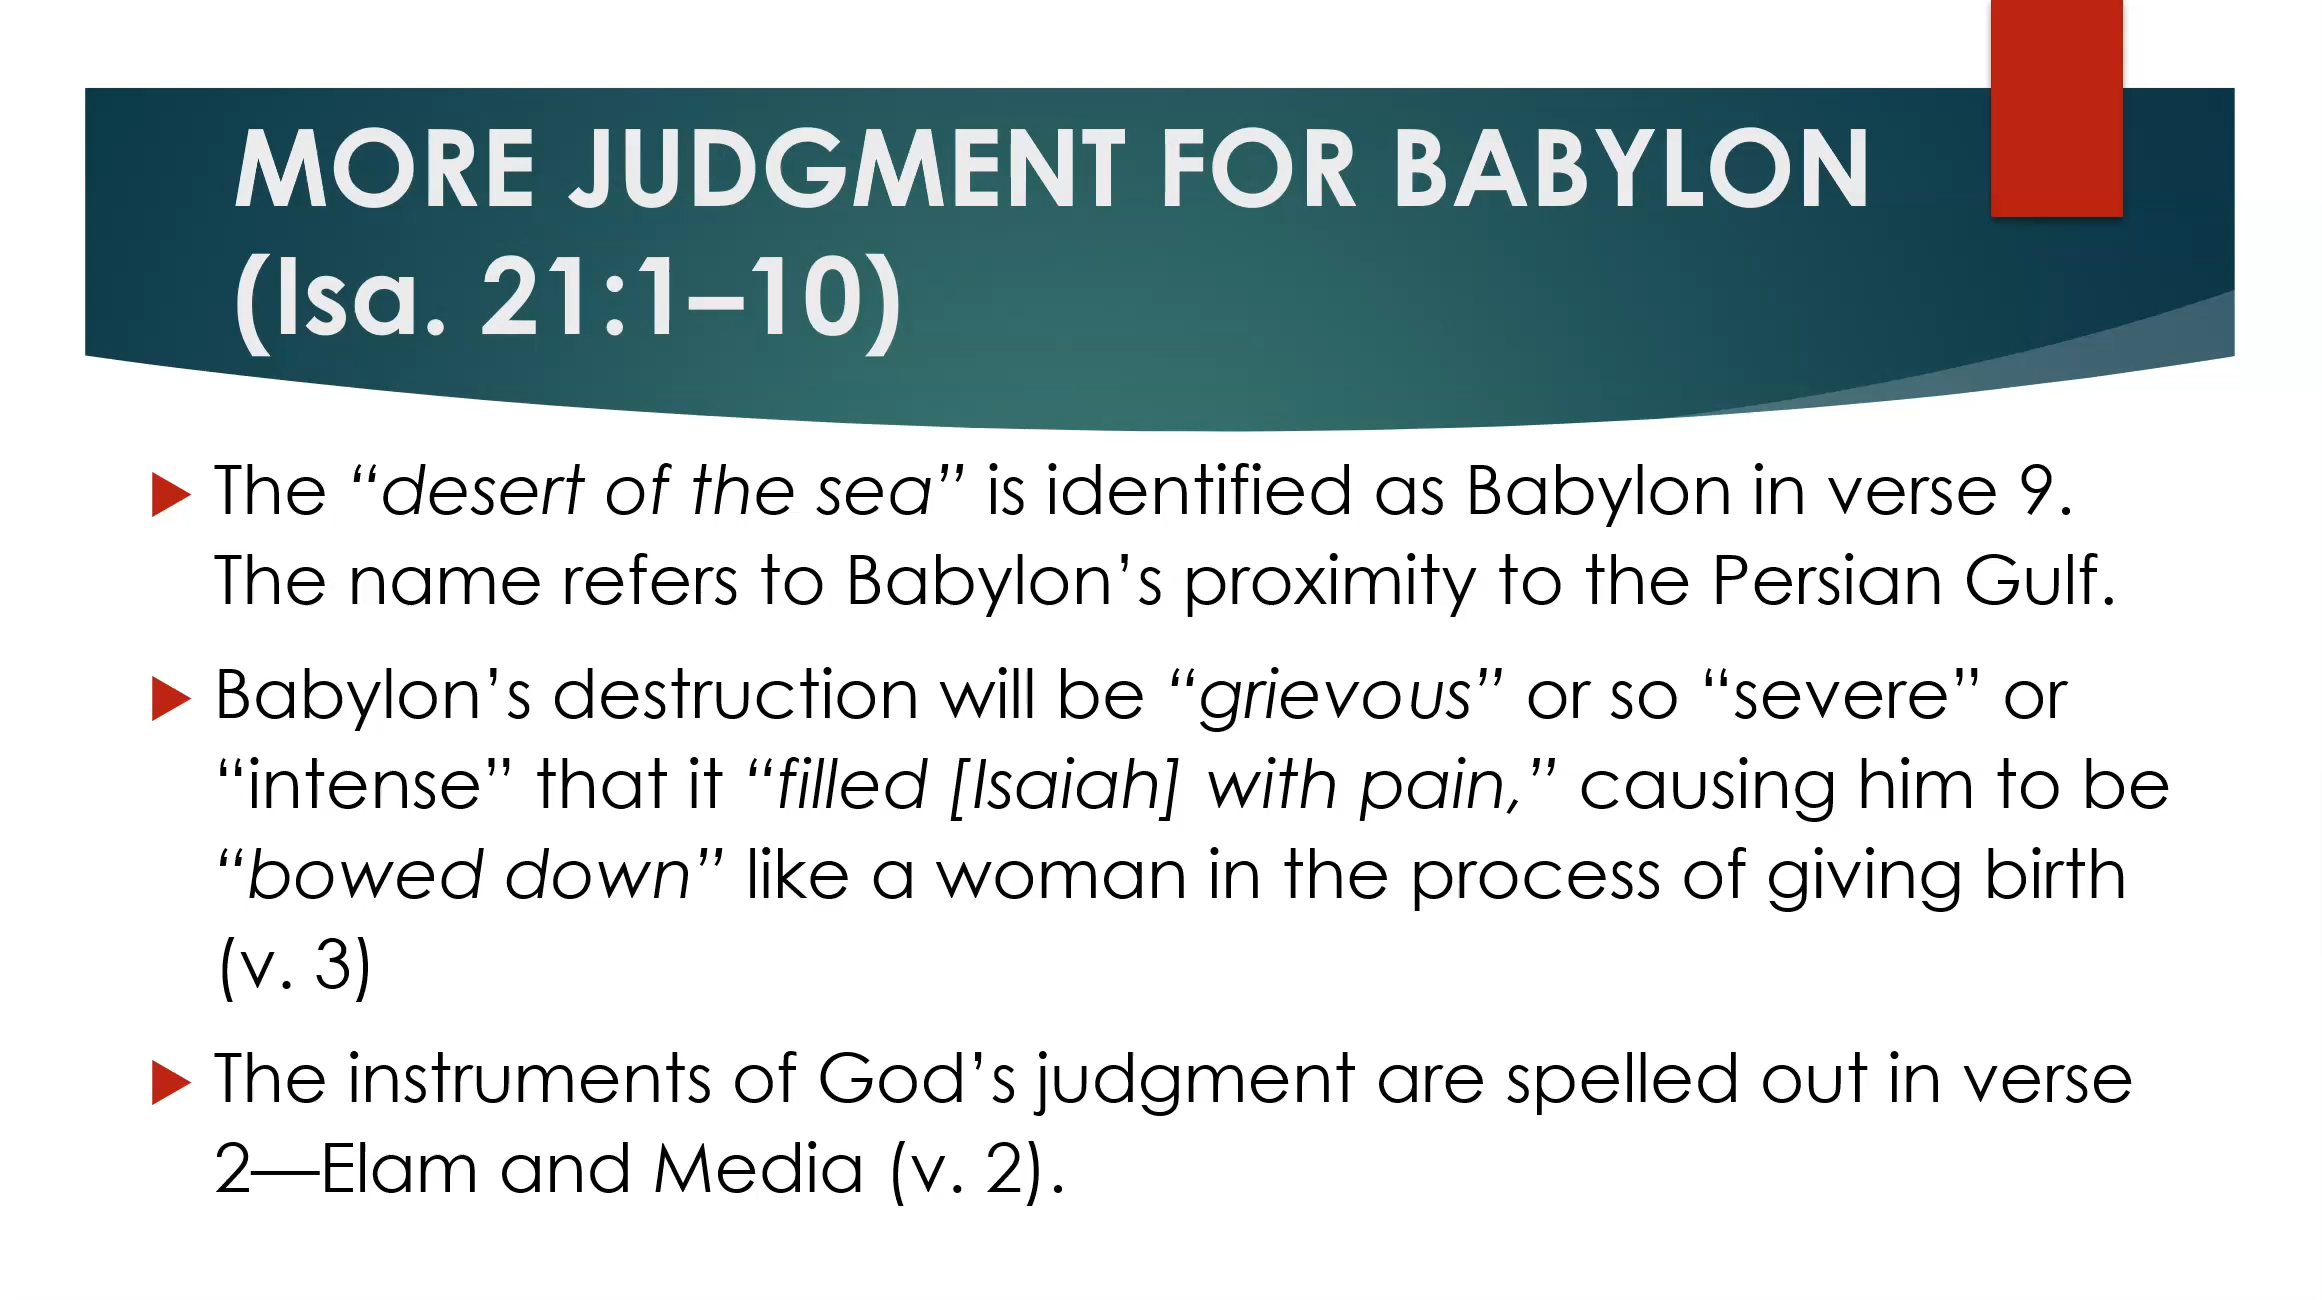 MORE JUDGMENT FOR BABYLON
(Isa. 21:1–10)
The “desert of the sea” is identified as Babylon in verse 9.
The name refers to Babylon’s proximity to the Persian Gulf.
Babylon’s destruction will be “grievous” or so “severe” or
“intense” that it “filled [Isaiah] with pain,” causing him to be
“bowed down” like a woman in the process of giving birth
(v. 3)
The instruments of God’s judgment are spelled out in verse
2—Elam and Media (v. 2).